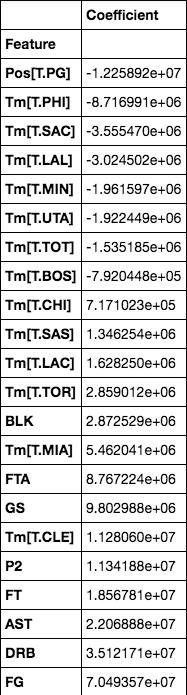 Coefficient
Feature
Pos[T.PG] -1.225892e+07
Tm[T.PHI] -8.716991e+06
Tm[T.SAC] -3.555470e+06
Tm[T.LAL] -3.024502e+06
Tm[T.MIN] -1.961597e+06
Tm[T.UTA] -1.922449e+06
Tm[T.TOT] -1.535185e+06
Tm[T.BOS] -7.920448e+05
Tm[T.CHI] 7.171023e+05
Tm[T.SAS] 1.346254e+06
Tm[T.LAC] 1.628250e+06
Tm[T.TOR] 2.859012e+06
BLK 2.872529e+06
Tm[T.MIA] 5.462041e+06
FTA 8.767224e+06
GS 9.802988e+06
Tm[T.CLE] 1.128060e+07
P2 1.134188e+07
FT 1.856781e+07
AST 2.206888e+07
DRB 3.512171e+07
FG 7.049357e+07